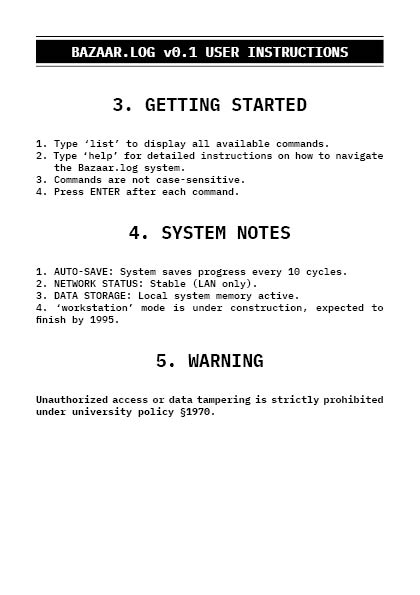 BAZAAR.LOG v0.1 USER INSTRUCTIONS
3. GETTING STARTED
1. Type ‘list’ to display all available commands.
2. Type ‘help’ for detailed instructions on how to navigate
the Bazaar.log system.
3. Commands are not case-sensitive.
4. Press ENTER after each command.
4. SYSTEM NOTES
1. AUTO-SAVE: System saves progress every 10 cycles.
2. NETWORK STATUS: Stable (LAN only).
3. DATA STORAGE: Local system memory active.
4. ‘workstation’ mode is under construction, expected to
finish by 1995.
5. WARNING
Unauthorized access or data tampering is strictly prohibited
under university policy §1970.